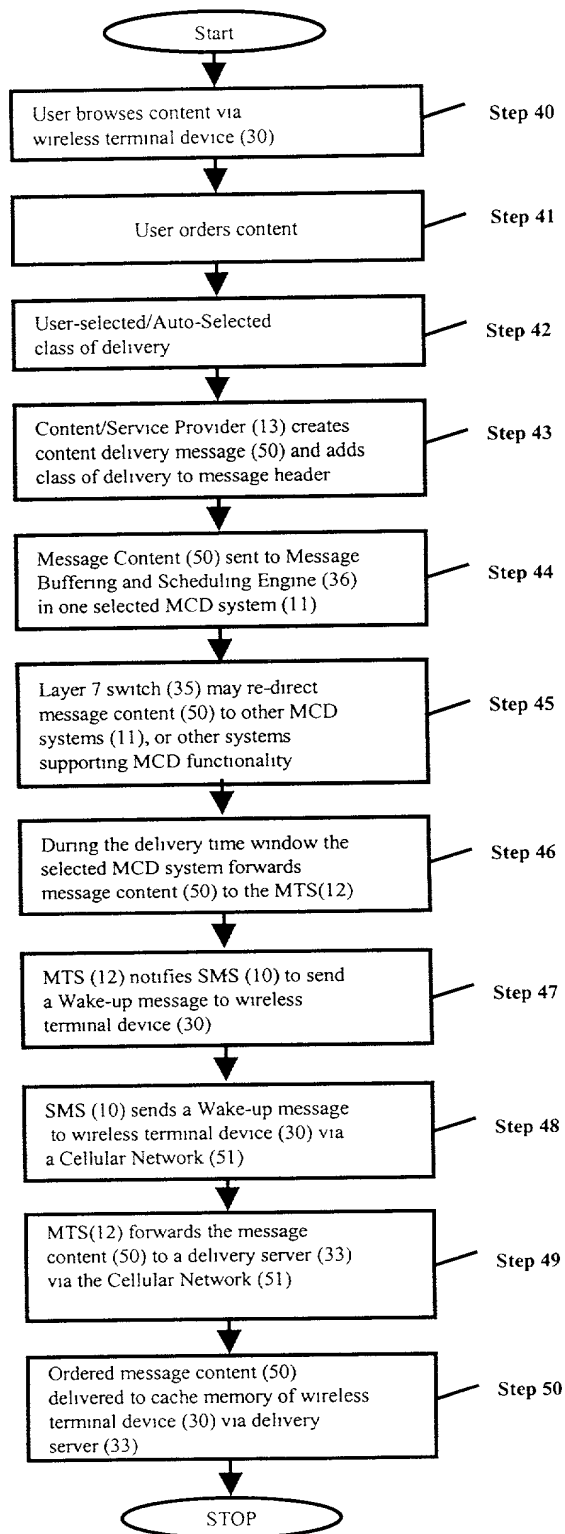 Start
User browses content via
wireless terminal device (30)
Step 40
User orders content
Step 41
User-selected/Auto-Selected
class of delivery
Step 42
Content/Service Provider (13) creates
content delivery message (50) and adds
class of delivery to message header
Step 43
Message Content (50) sent to Message
Buffering and Scheduling Engine (36)
in one selected MCD system (11)
Step 44
Layer 7 switch (35) may re-direct
message content (50) to other MCD
systems (11), or other systems
supporting MCD functionality
Step 45
During the delivery time window the
selected MCD system forwards
message content (50) to the MTS(12)
Step 46
MTS (12) notifies SMS (10) to send
a Wake-up message to wireless
terminal device (30)
Step 47
SMS (10) sends a Wake-up message
to wireless terminal device (30) via
a Cellular Network (51)
Step 48
MTS(12) forwards the message
content (50) to a delivery server (33)
via the Cellular Network (51)
Step 49
Ordered message content (50)
delivered to cache memory of wireless
terminal device (30) via delivery
server (33)
Step 50
STOP